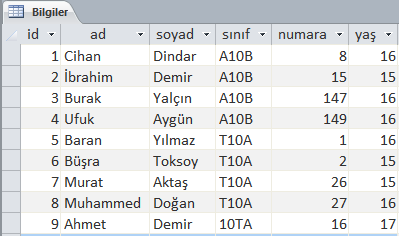 Bilgiler
id ad soyad sınıf numara yaş
1 Cihan Dindar A10B 8 16
2 İbrahim Demir A10B 15 15
3 Burak Yalçın A10B 147 16
4 Ufuk Aygün A10B 149 16
5 Baran Yılmaz T10A 1 16
6 Büşra Toksoy T10A 2 15
7 Murat Aktaş T10A 26 15
8 Muhammed Doğan T10A 27 16
9 Ahmet Demir 10TA 16 17